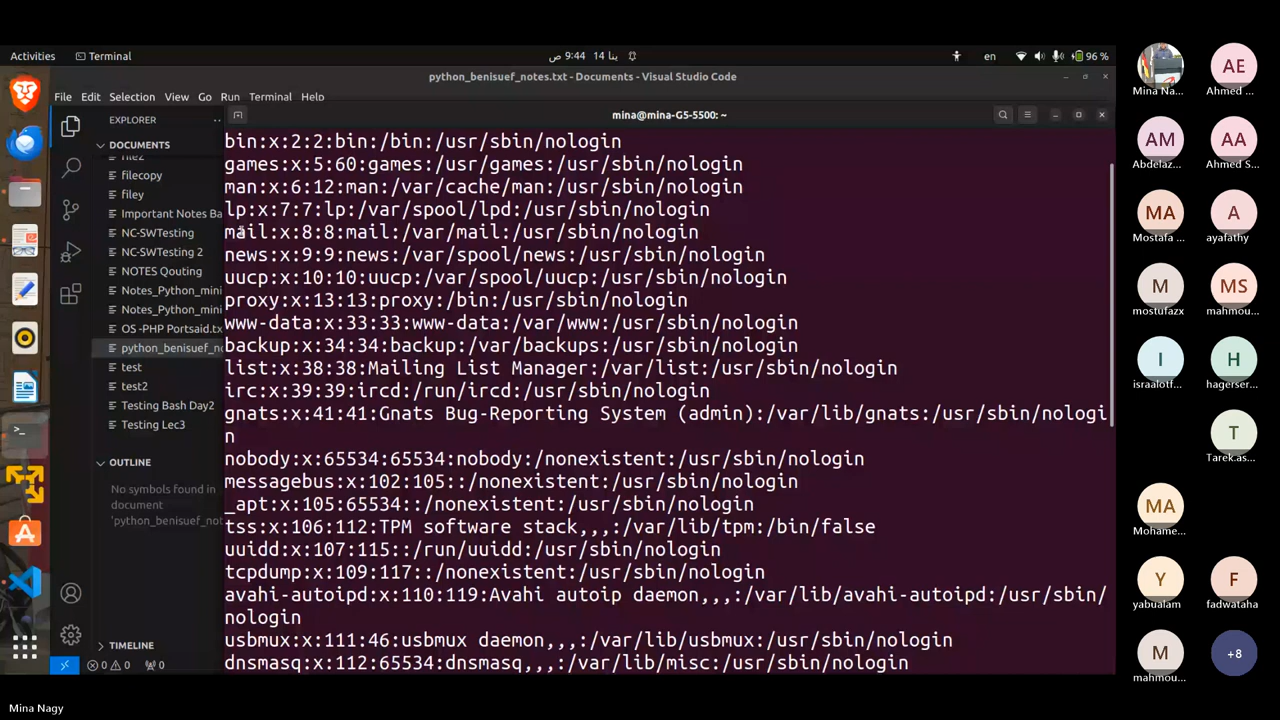 Activities
Terminal
9:44 ص
14 ينا
en
96 %
python_benisuef_notes.txt - Documents - Visual Studio Code
File Edit Selection View Go Run Terminal Help
EXPLORER
mina@mina-G5-5500: ~
DOCUMENTS
file2
filecopy
filey
Important Notes Ba
NC-SWTesting
NC-SWTesting 2
NOTES Qouting
Notes_Python_mini
Notes_Python_mini
OS -PHP Portsaid.tx
python_benisuef_no
test
test2
Testing Bash Day2
Testing Lec3
OUTLINE
No symbols found in
document
'python_benisuef_not
TIMELINE
0 0 0
bin:x:2:2:bin:/bin:/usr/sbin/nologin
games:x:5:60:games:/usr/games:/usr/sbin/nologin
man:x:6:12:man:/var/cache/man:/usr/sbin/nologin
lp:x:7:7:lp:/var/spool/lpd:/usr/sbin/nologin
mail:x:8:8:mail:/var/mail:/usr/sbin/nologin
news:x:9:9:news:/var/spool/news:/usr/sbin/nologin
uucp:x:10:10:uucp:/var/spool/uucp:/usr/sbin/nologin
proxy:x:13:13:proxy:/bin:/usr/sbin/nologin
www-data:x:33:33:www-data:/var/www:/usr/sbin/nologin
backup:x:34:34:backup:/var/backups:/usr/sbin/nologin
list:x:38:38:Mailing List Manager:/var/list:/usr/sbin/nologin
irc:x:39:39:ircd:/run/ircd:/usr/sbin/nologin
gnats:x:41:41:Gnats Bug-Reporting System (admin):/var/lib/gnats:/usr/sbin/nologi
n
nobody:x:65534:65534:nobody:/nonexistent:/usr/sbin/nologin
messagebus:x:102:105::/nonexistent:/usr/sbin/nologin
_apt:x:105:65534::/nonexistent:/usr/sbin/nologin
tss:x:106:112:TPM software stack,,,:/var/lib/tpm:/bin/false
uuidd:x:107:115::/run/uuidd:/usr/sbin/nologin
tcpdump:x:109:117::/nonexistent:/usr/sbin/nologin
avahi-autoipd:x:110:119:Avahi autoip daemon,,,:/var/lib/avahi-autoipd:/usr/sbin/
nologin
usbmux:x:111:46:usbmux daemon,,,:/var/lib/usbmux:/usr/sbin/nologin
dnsmasq:x:112:65534:dnsmasq,,,:/var/lib/misc:/usr/sbin/nologin
Mina Na...
AE
Ahmed ...
AM
Abdelaz...
AA
Ahmed S...
MA
Mostafa ...
A
ayafathy
M
mostufazx
MS
mahmou...
I
israalotf...
H
hagerser...
T
Tarek.as...
MA
Mohame...
Y
yabualam
F
fadwataha
M
mahmou...
+8
Mina Nagy